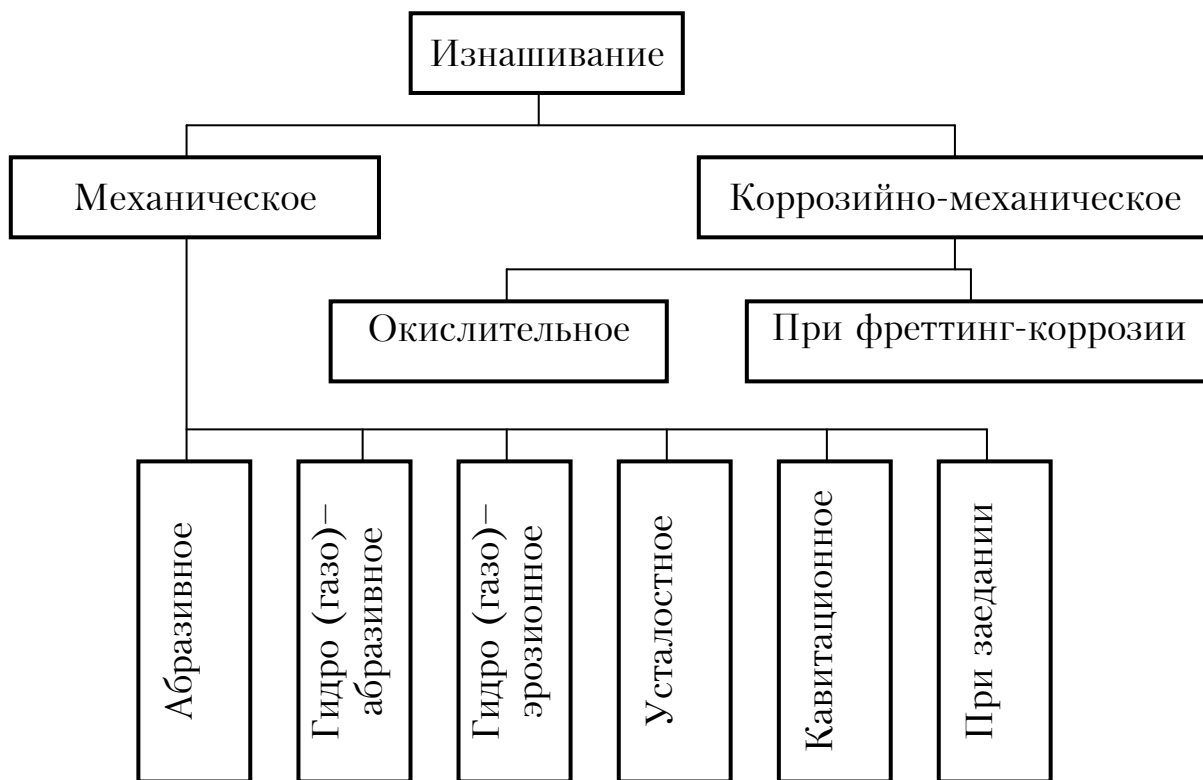 Изнашивание
Механическое
Коррозийно-механическое
Окислительное
При фреттинг-коррозии
Абразивное
Гидро (газо)–
абразивное
Гидро (газо)–
эрозионное
Усталостное
Кавитационное
При заедании